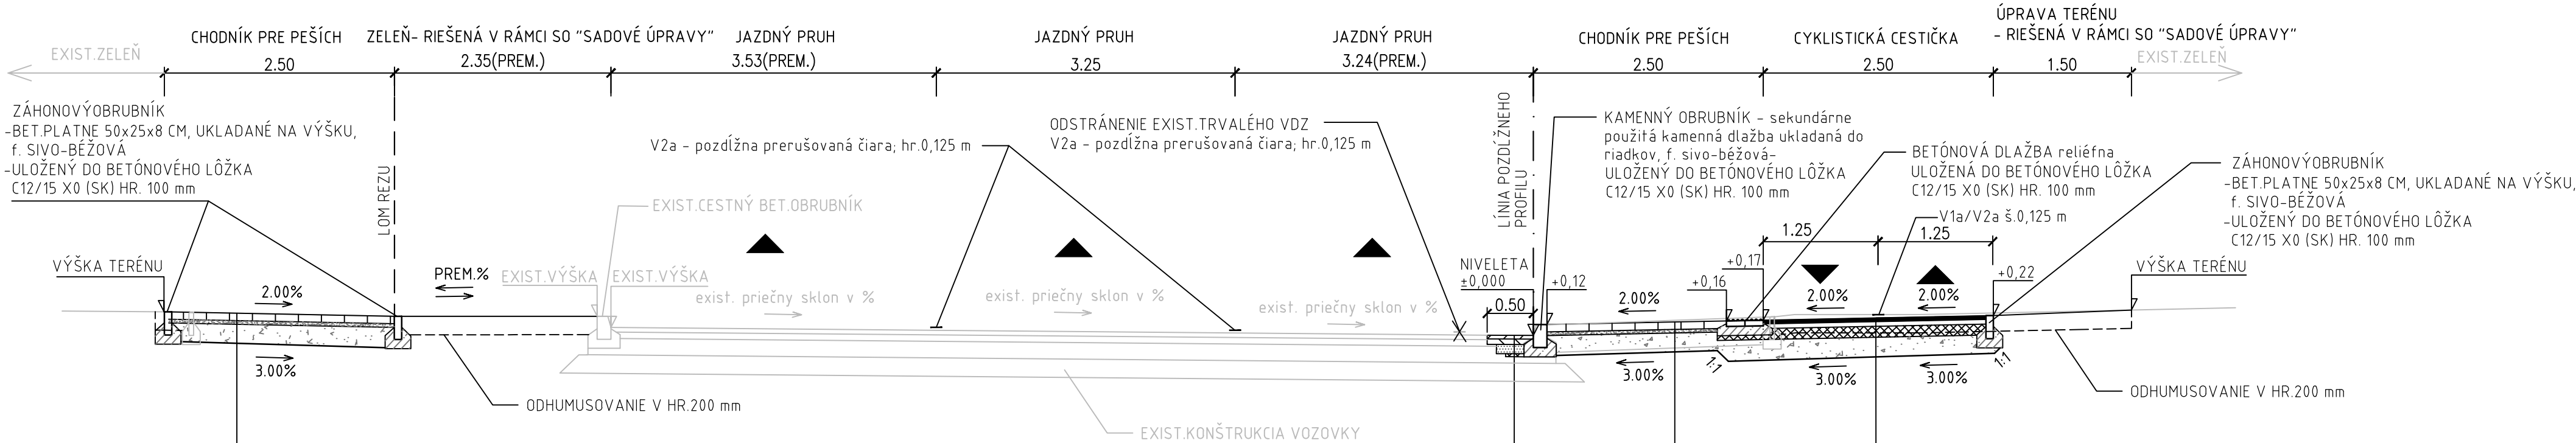 EXIST.ZELEŇ
CHODNÍK PRE PEŠÍCH
2.50
ZELEŇ- RIEŠENÁ V RÁMCI SO "SADOVÉ ÚPRAVY"
2.35(PREM.)
JAZDNÝ PRUH
3.53(PREM.)
JAZDNÝ PRUH
3.25
JAZDNÝ PRUH
3.24(PREM.)
CHODNÍK PRE PEŠÍCH
2.50
CYKLISTICKÁ CESTIČKA
2.50
ÚPRAVA TERÉNU
- RIEŠENÁ V RÁMCI SO "SADOVÉ ÚPRAVY"
1.50
EXIST.ZELEŇ
ZÁHONOVÝOBRUBNÍK
-BET.PLATNE 50x25x8 CM, UKLADANÉ NA VÝŠKU,
f. SIVO-BÉŽOVÁ
-ULOŽENÝ DO BETÓNOVÉHO LÔŽKA
C12/15 X0 (SK) HR. 100 mm
LOM REZU
VÝŠKA TERÉNU
2.00%
3.00%
PREM.%
EXIST.VÝŠKA
EXIST.VÝŠKA
EXIST.CESTNÝ BET.OBRUBNÍK
ODHUMUSOVANIE V HR.200 mm
V2a - pozdĺžna prerušovaná čiara; hr.0,125 m
exist. priečny sklon v %
exist. priečny sklon v %
exist. priečny sklon v %
ODSTRÁNENIE EXIST.TRVALÉHO VDZ
V2a - pozdĺžna prerušovaná čiara; hr.0,125 m
EXIST.KONŠTRUKCIA VOZOVKY
LÍNIA POZDĹŽNEHO
PROFILU
NIVELETA
±0,000
0.50
KAMENNÝ OBRUBNÍK - sekundárne
použitá kamenná dlažba ukladaná do
riadkov, f. sivo-béžová-
ULOŽENÝ DO BETÓNOVÉHO LÔŽKA
C12/15 X0 (SK) HR. 100 mm
+0,12
2.00%
3.00%
+0,16
+0,17
1:1
BETÓNOVÁ DLAŽBA reliéfna
ULOŽENÁ DO BETÓNOVÉHO LÔŽKA
C12/15 X0 (SK) HR. 100 mm
V1a/V2a š.0,125 m
1.25
1.25
2.00%
2.00%
3.00%
3.00%
+0,22
1:1
ZÁHONOVÝOBRUBNÍK
-BET.PLATNE 50x25x8 CM, UKLADANÉ NA VÝŠKU,
f. SIVO-BÉŽOVÁ
-ULOŽENÝ DO BETÓNOVÉHO LÔŽKA
C12/15 X0 (SK) HR. 100 mm
VÝŠKA TERÉNU
ODHUMUSOVANIE V HR.200 mm